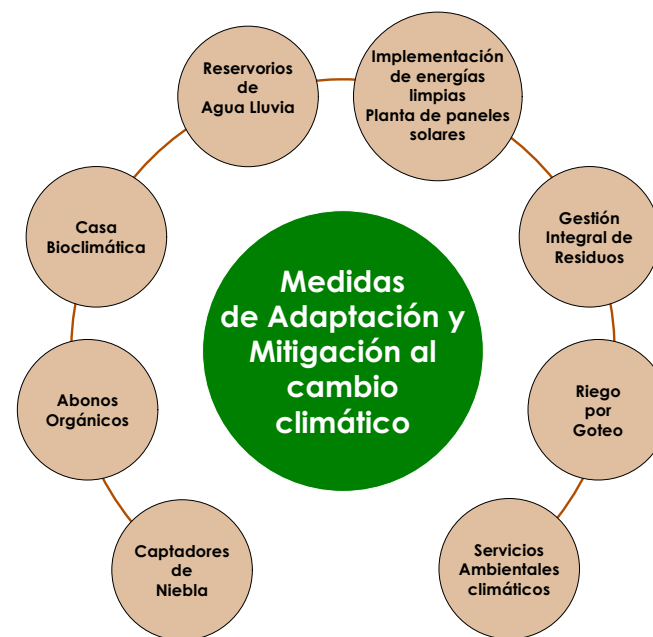 Reservorios
de
Agua Lluvia
Implementación
de energías
limpias
Planta de paneles
solares
Casa
Bioclimática
Gestión
Integral de
Residuos
Medidas
de Adaptación y
Mitigación al
cambio
climático
Abonos
Orgánicos
Riego
por
Goteo
Captadores
de
Niebla
Servicios
Ambientales
climáticos